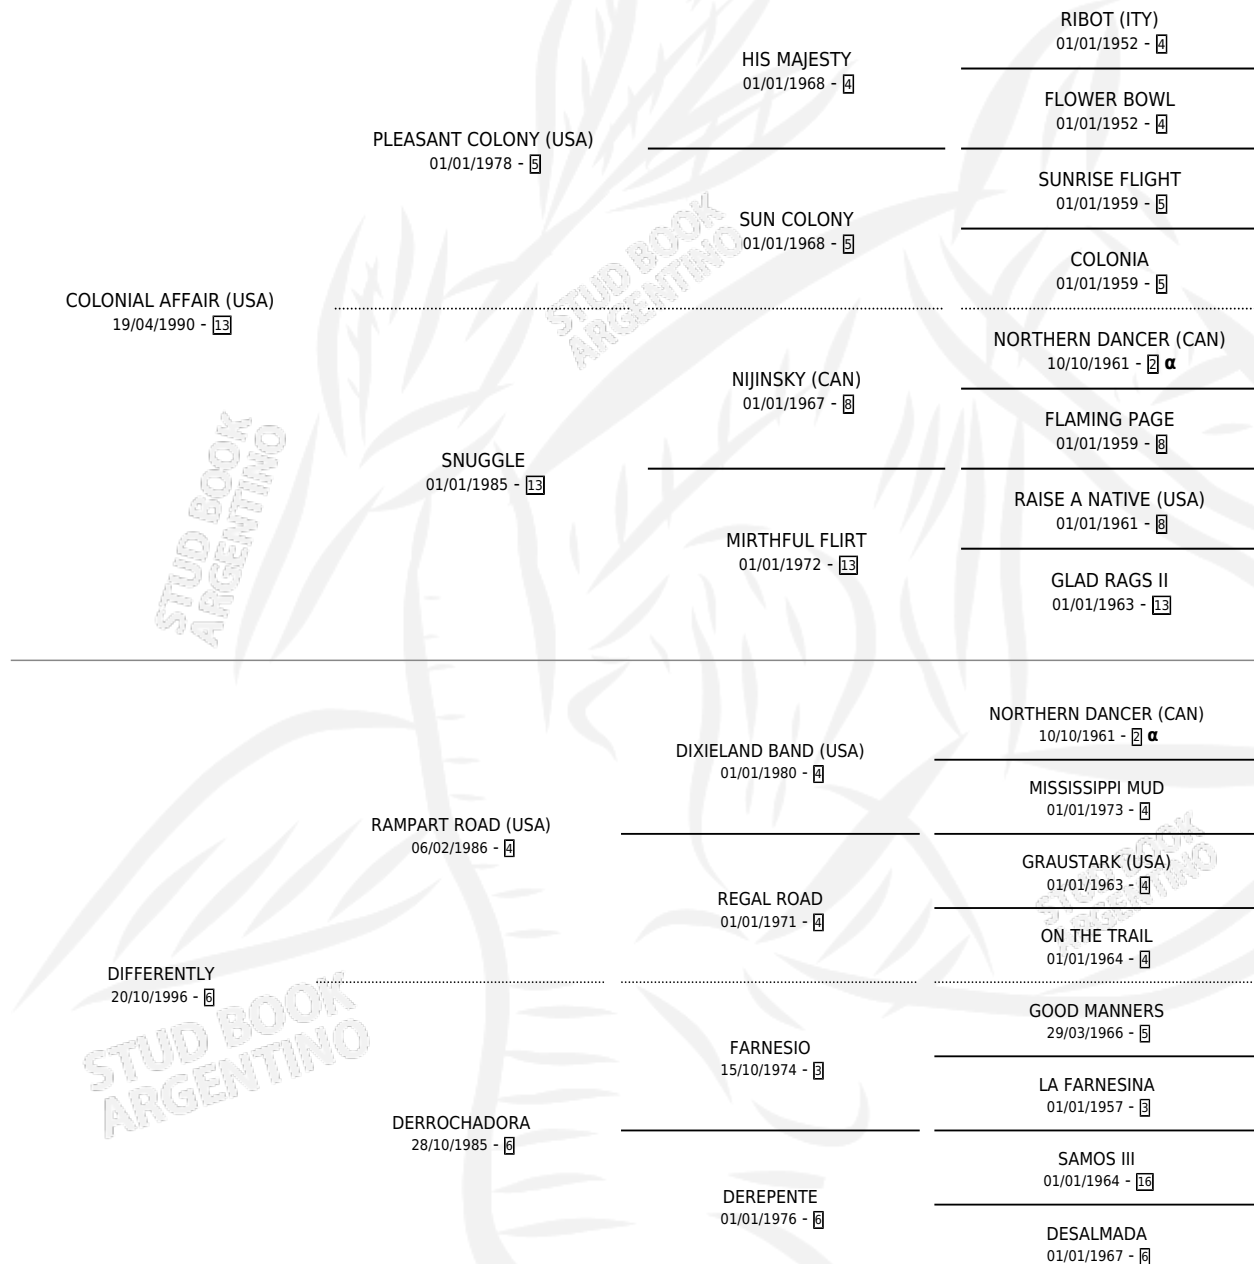 RIBOT (ITY)
01/01/1952 - 4
HIS MAJESTY
01/01/1968 - 4
FLOWER BOWL
01/01/1952 - 4
PLEASANT COLONY (USA)
01/01/1978 - 5
SUNRISE FLIGHT
01/01/1959 - 5
SUN COLONY
01/01/1968 - 5
COLONIA
01/01/1959 - 5
COLONIAL AFFAIR (USA)
19/04/1990 - 13
NORTHERN DANCER (CAN)
10/10/1961 - 2 α
NIJINSKY (CAN)
01/01/1967 - 8
FLAMING PAGE
01/01/1959 - 8
SNUGGLE
01/01/1985 - 13
RAISE A NATIVE (USA)
01/01/1961 - 8
MIRTHFUL FLIRT
01/01/1972 - 13
GLAD RAGS II
01/01/1963 - 13
NORTHERN DANCER (CAN)
10/10/1961 - 2 α
DIXIELAND BAND (USA)
01/01/1980 - 4
MISSISSIPPI MUD
01/01/1973 - 4
RAMPART ROAD (USA)
06/02/1986 - 4
GRAUSTARK (USA)
01/01/1963 - 4
REGAL ROAD
01/01/1971 - 4
ON THE TRAIL
01/01/1964 - 4
DIFFERENTLY
20/10/1996 - 6
GOOD MANNERS
29/03/1966 - 5
FARNESIO
15/10/1974 - 3
LA FARNESINA
01/01/1957 - 3
DERROCHADORA
28/10/1985 - 6
SAMOS III
01/01/1964 - 16
DEREPENTE
01/01/1976 - 6
DESALMADA
01/01/1967 - 6
STUD BOOK
ARGENTINO
STUD BOOK
ARGENTINO
STUD BOOK
ARGENTINO
STUD BOOK
ARGENTINO